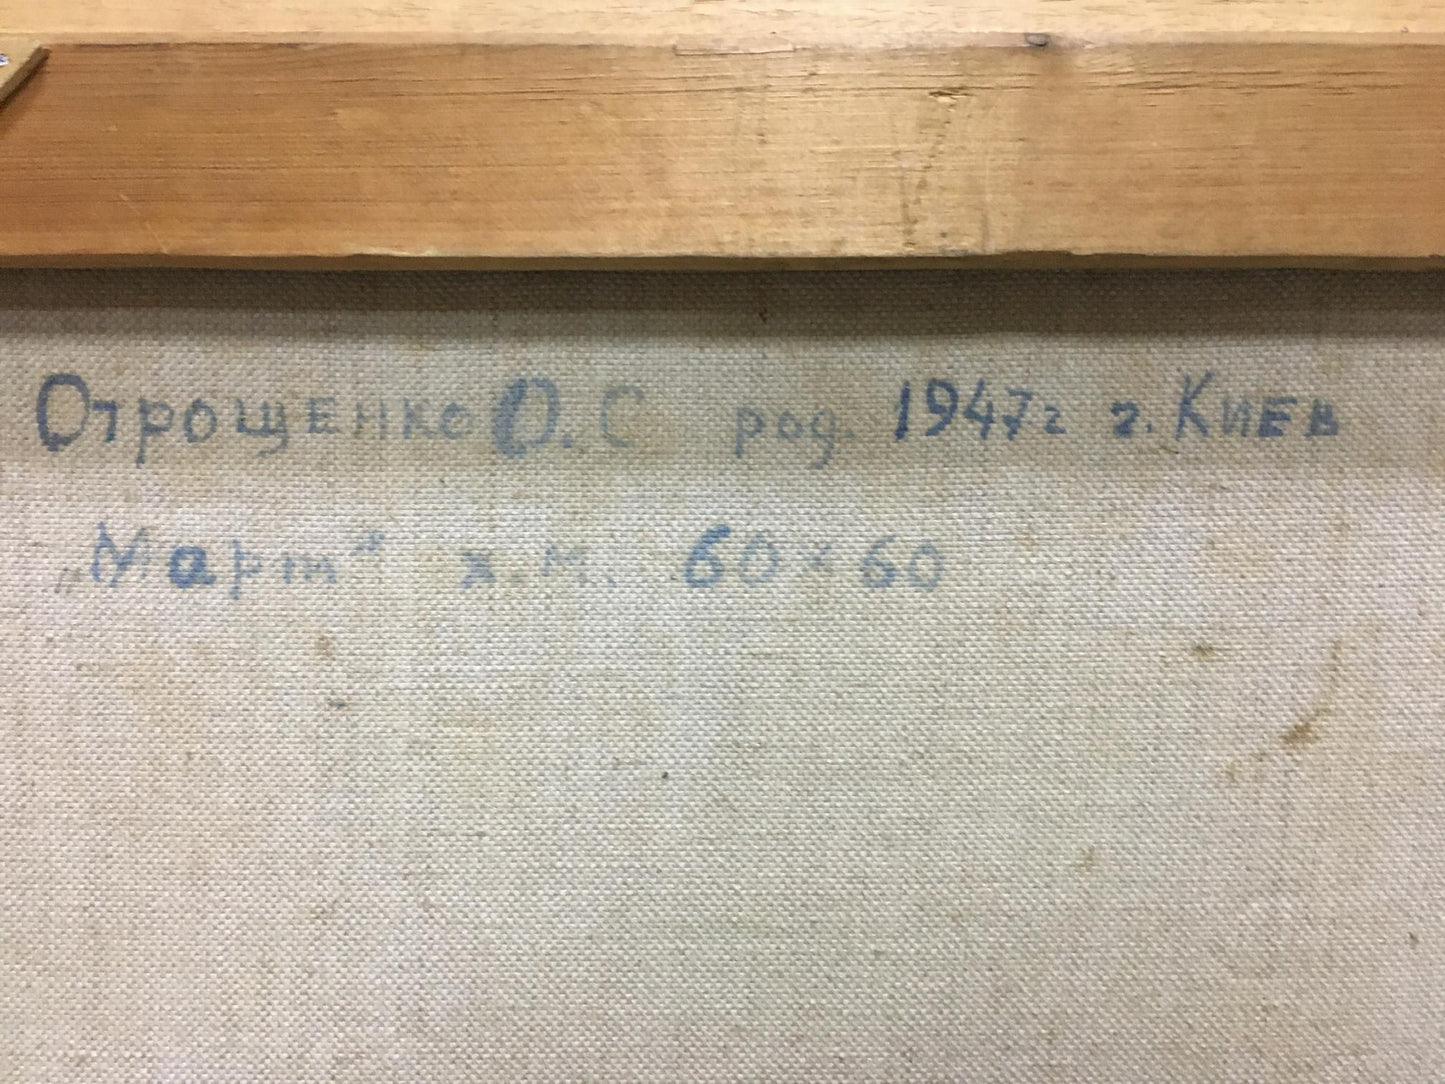 Отрощенко О. С род. 1947г г. Киев
„Март“ х.м. 60×60